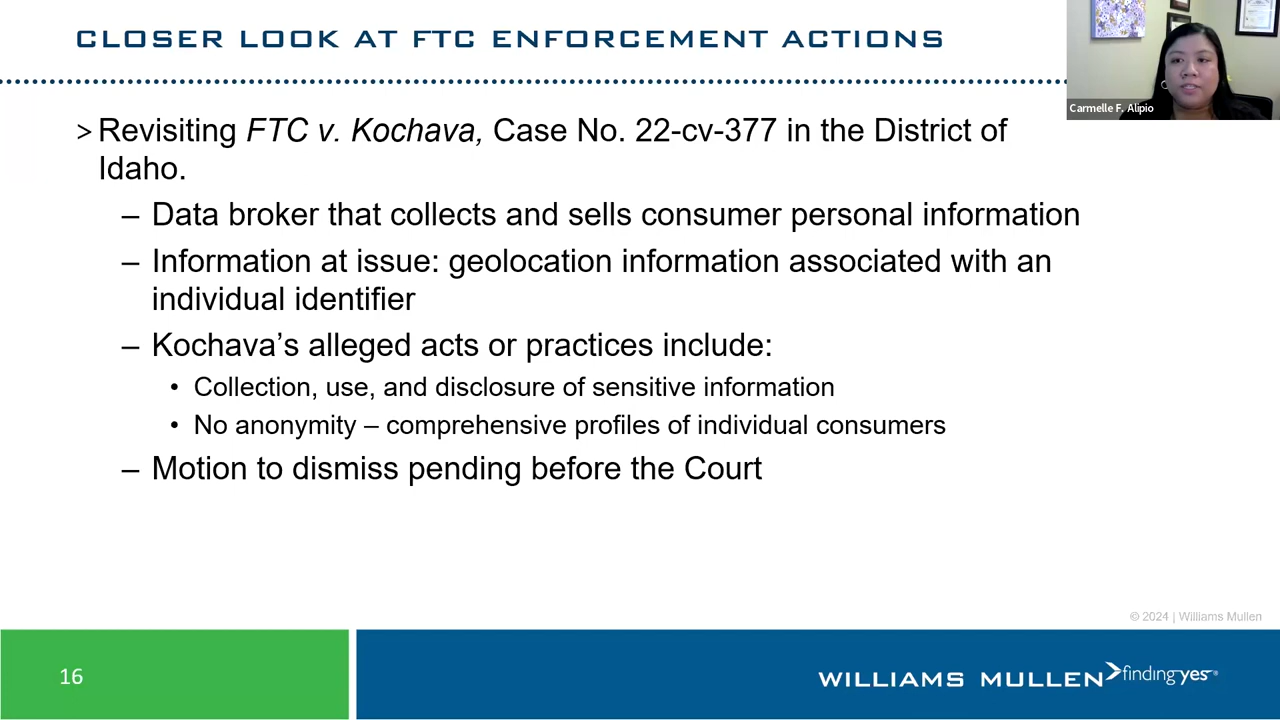 CLOSER LOOK AT FTC ENFORCEMENT ACTIONS
Carmelle F. Alipio
> Revisiting FTC v. Kochava, Case No. 22-cv-377 in the District of
Idaho.
– Data broker that collects and sells consumer personal information
– Information at issue: geolocation information associated with an
individual identifier
– Kochava’s alleged acts or practices include:
• Collection, use, and disclosure of sensitive information
• No anonymity – comprehensive profiles of individual consumers
– Motion to dismiss pending before the Court
© 2024 | Williams Mullen
16
WILLIAMS MULLEN finding yes®